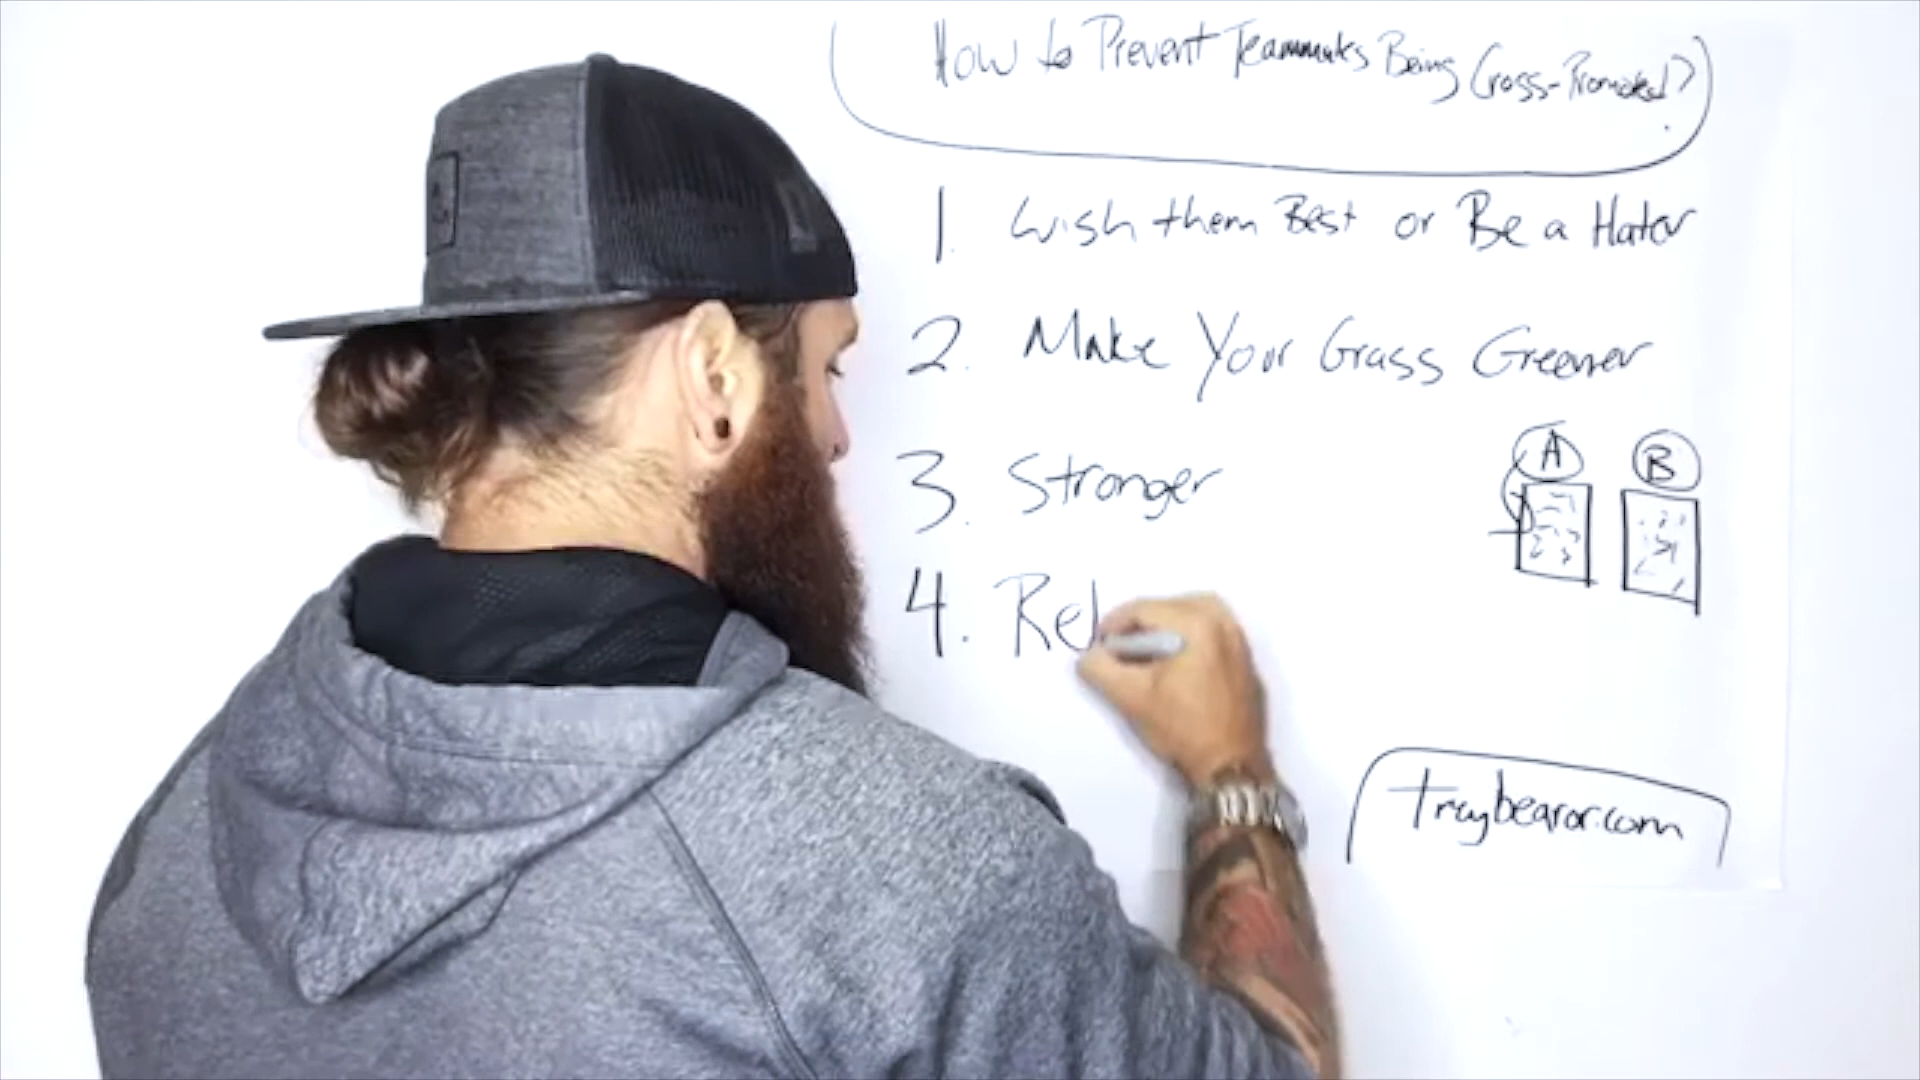 How to Prevent Teammates Being Cross-Promoted?
1. Wish them Best or Be a Hater
2. Make Your Grass Greener
3. Stronger
A B
4. Rel
traybearor.com